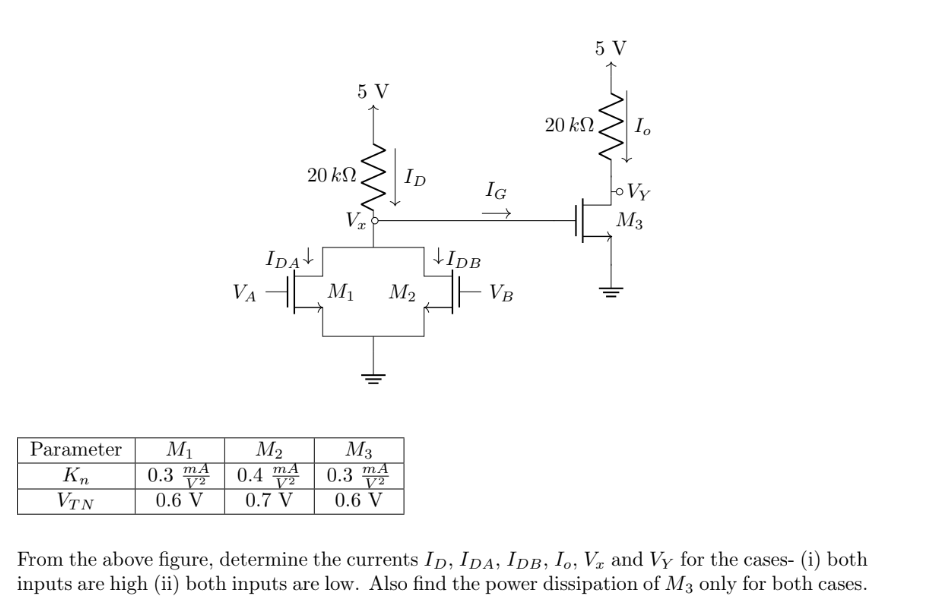 5 V
5 V
20 kΩ
I_o
20 kΩ
I_D
I_G
V_Y
V_x
M_3
I_DA↓
↓I_DB
V_A
M_1
M_2
V_B
Parameter M_1 M_2 M_3
K_n 0.3 mA/V² 0.4 mA/V² 0.3 mA/V²
V_TN 0.6 V 0.7 V 0.6 V
From the above figure, determine the currents I_D, I_DA, I_DB, I_o, V_x and V_Y for the cases- (i) both
inputs are high (ii) both inputs are low. Also find the power dissipation of M_3 only for both cases.